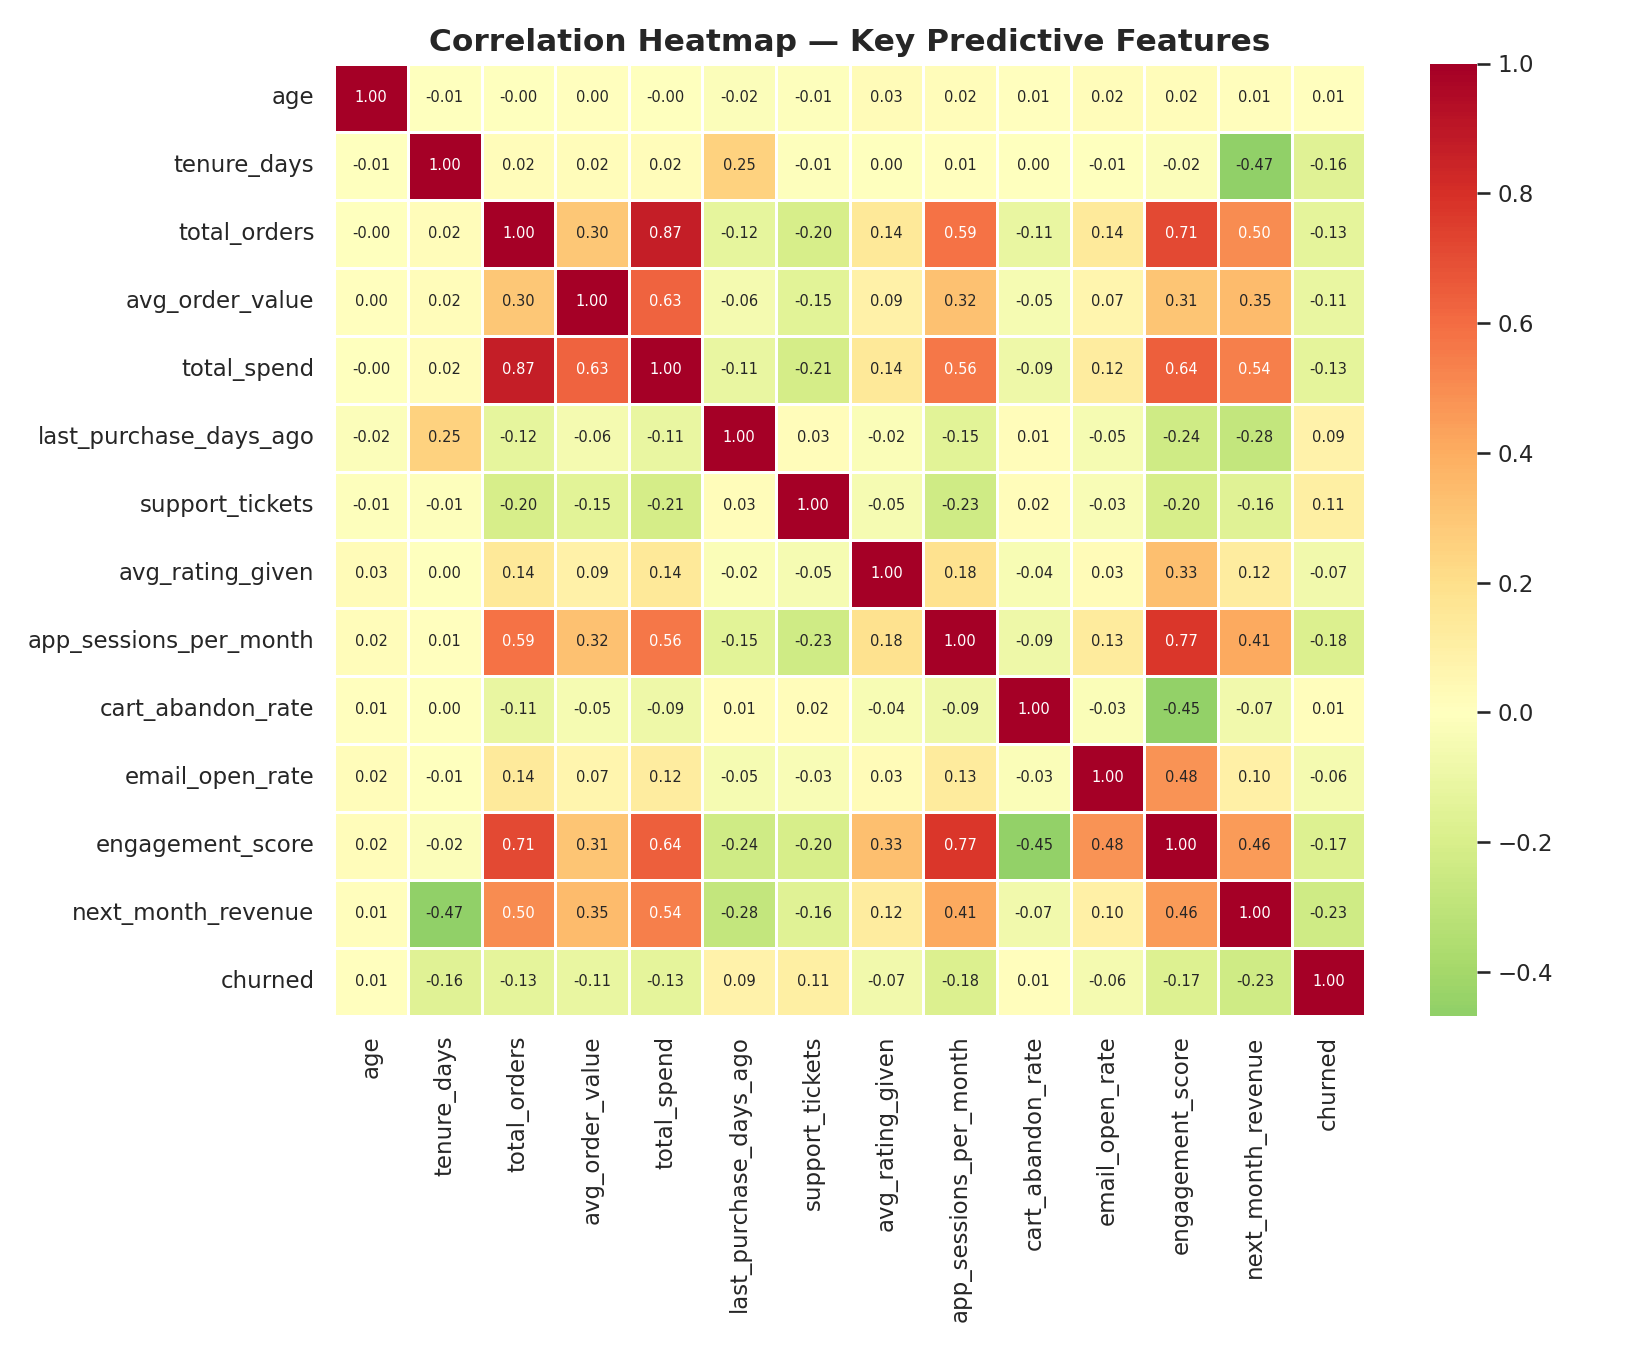 Correlation Heatmap — Key Predictive Features
age 1.00 -0.01 -0.00 0.00 -0.00 -0.02 -0.01 0.03 0.02 0.01 0.02 0.02 0.01 0.01
tenure_days -0.01 1.00 0.02 0.02 0.02 0.25 -0.01 0.00 0.01 0.00 -0.01 -0.02 -0.47 -0.16
total_orders -0.00 0.02 1.00 0.30 0.87 -0.12 -0.20 0.14 0.59 -0.11 0.14 0.71 0.50 -0.13
avg_order_value 0.00 0.02 0.30 1.00 0.63 -0.06 -0.15 0.09 0.32 -0.05 0.07 0.31 0.35 -0.11
total_spend -0.00 0.02 0.87 0.63 1.00 -0.11 -0.21 0.14 0.56 -0.09 0.12 0.64 0.54 -0.13
last_purchase_days_ago -0.02 0.25 -0.12 -0.06 -0.11 1.00 0.03 -0.02 -0.15 0.01 -0.05 -0.24 -0.28 0.09
support_tickets -0.01 -0.01 -0.20 -0.15 -0.21 0.03 1.00 -0.05 -0.23 0.02 -0.03 -0.20 -0.16 0.11
avg_rating_given 0.03 0.00 0.14 0.09 0.14 -0.02 -0.05 1.00 0.18 -0.04 0.03 0.33 0.12 -0.07
app_sessions_per_month 0.02 0.01 0.59 0.32 0.56 -0.15 -0.23 0.18 1.00 -0.09 0.13 0.77 0.41 -0.18
cart_abandon_rate 0.01 0.00 -0.11 -0.05 -0.09 0.01 0.02 -0.04 -0.09 1.00 -0.03 -0.45 -0.07 0.01
email_open_rate 0.02 -0.01 0.14 0.07 0.12 -0.05 -0.03 0.03 0.13 -0.03 1.00 0.48 0.10 -0.06
engagement_score 0.02 -0.02 0.71 0.31 0.64 -0.24 -0.20 0.33 0.77 -0.45 0.48 1.00 0.46 -0.17
next_month_revenue 0.01 -0.47 0.50 0.35 0.54 -0.28 -0.16 0.12 0.41 -0.07 0.10 0.46 1.00 -0.23
churned 0.01 -0.16 -0.13 -0.11 -0.13 0.09 0.11 -0.07 -0.18 0.01 -0.06 -0.17 -0.23 1.00
age
tenure_days
total_orders
avg_order_value
total_spend
last_purchase_days_ago
support_tickets
avg_rating_given
app_sessions_per_month
cart_abandon_rate
email_open_rate
engagement_score
next_month_revenue
churned
1.0
0.8
0.6
0.4
0.2
0.0
−0.2
−0.4